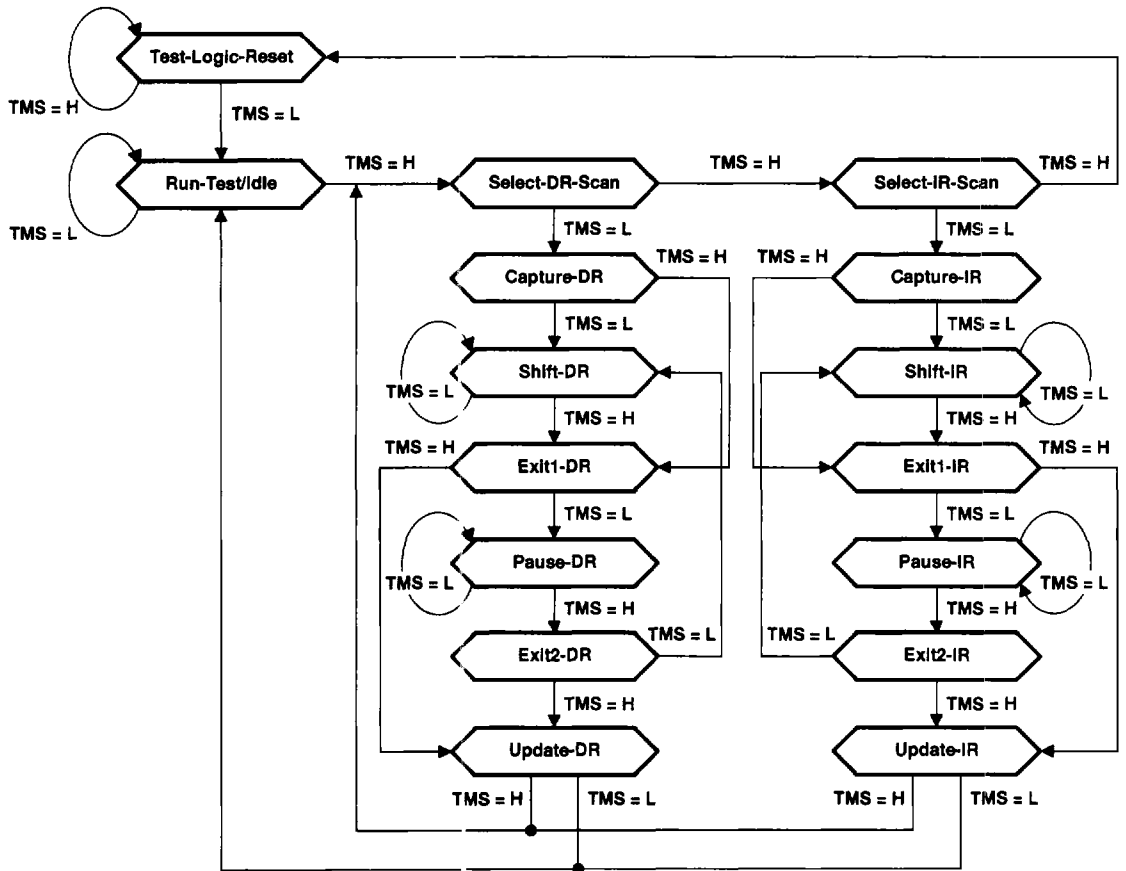 Test-Logic-Reset
TMS = H
TMS = L
Run-Test/Idle
TMS = L
TMS = H
Select-DR-Scan
TMS = H
Select-IR-Scan
TMS = H
TMS = L
TMS = L
Capture-DR
TMS = H
TMS = H
Capture-IR
TMS = L
TMS = L
Shift-DR
TMS = L
Shift-IR
TMS = L
TMS = H
TMS = H
TMS = H
Exit1-DR
Exit1-IR
TMS = H
TMS = L
TMS = L
Pause-DR
TMS = L
Pause-IR
TMS = L
TMS = H
TMS = H
Exit2-DR
TMS = L
TMS = L
Exit2-IR
TMS = H
TMS = H
Update-DR
Update-IR
TMS = H
TMS = L
TMS = H
TMS = L